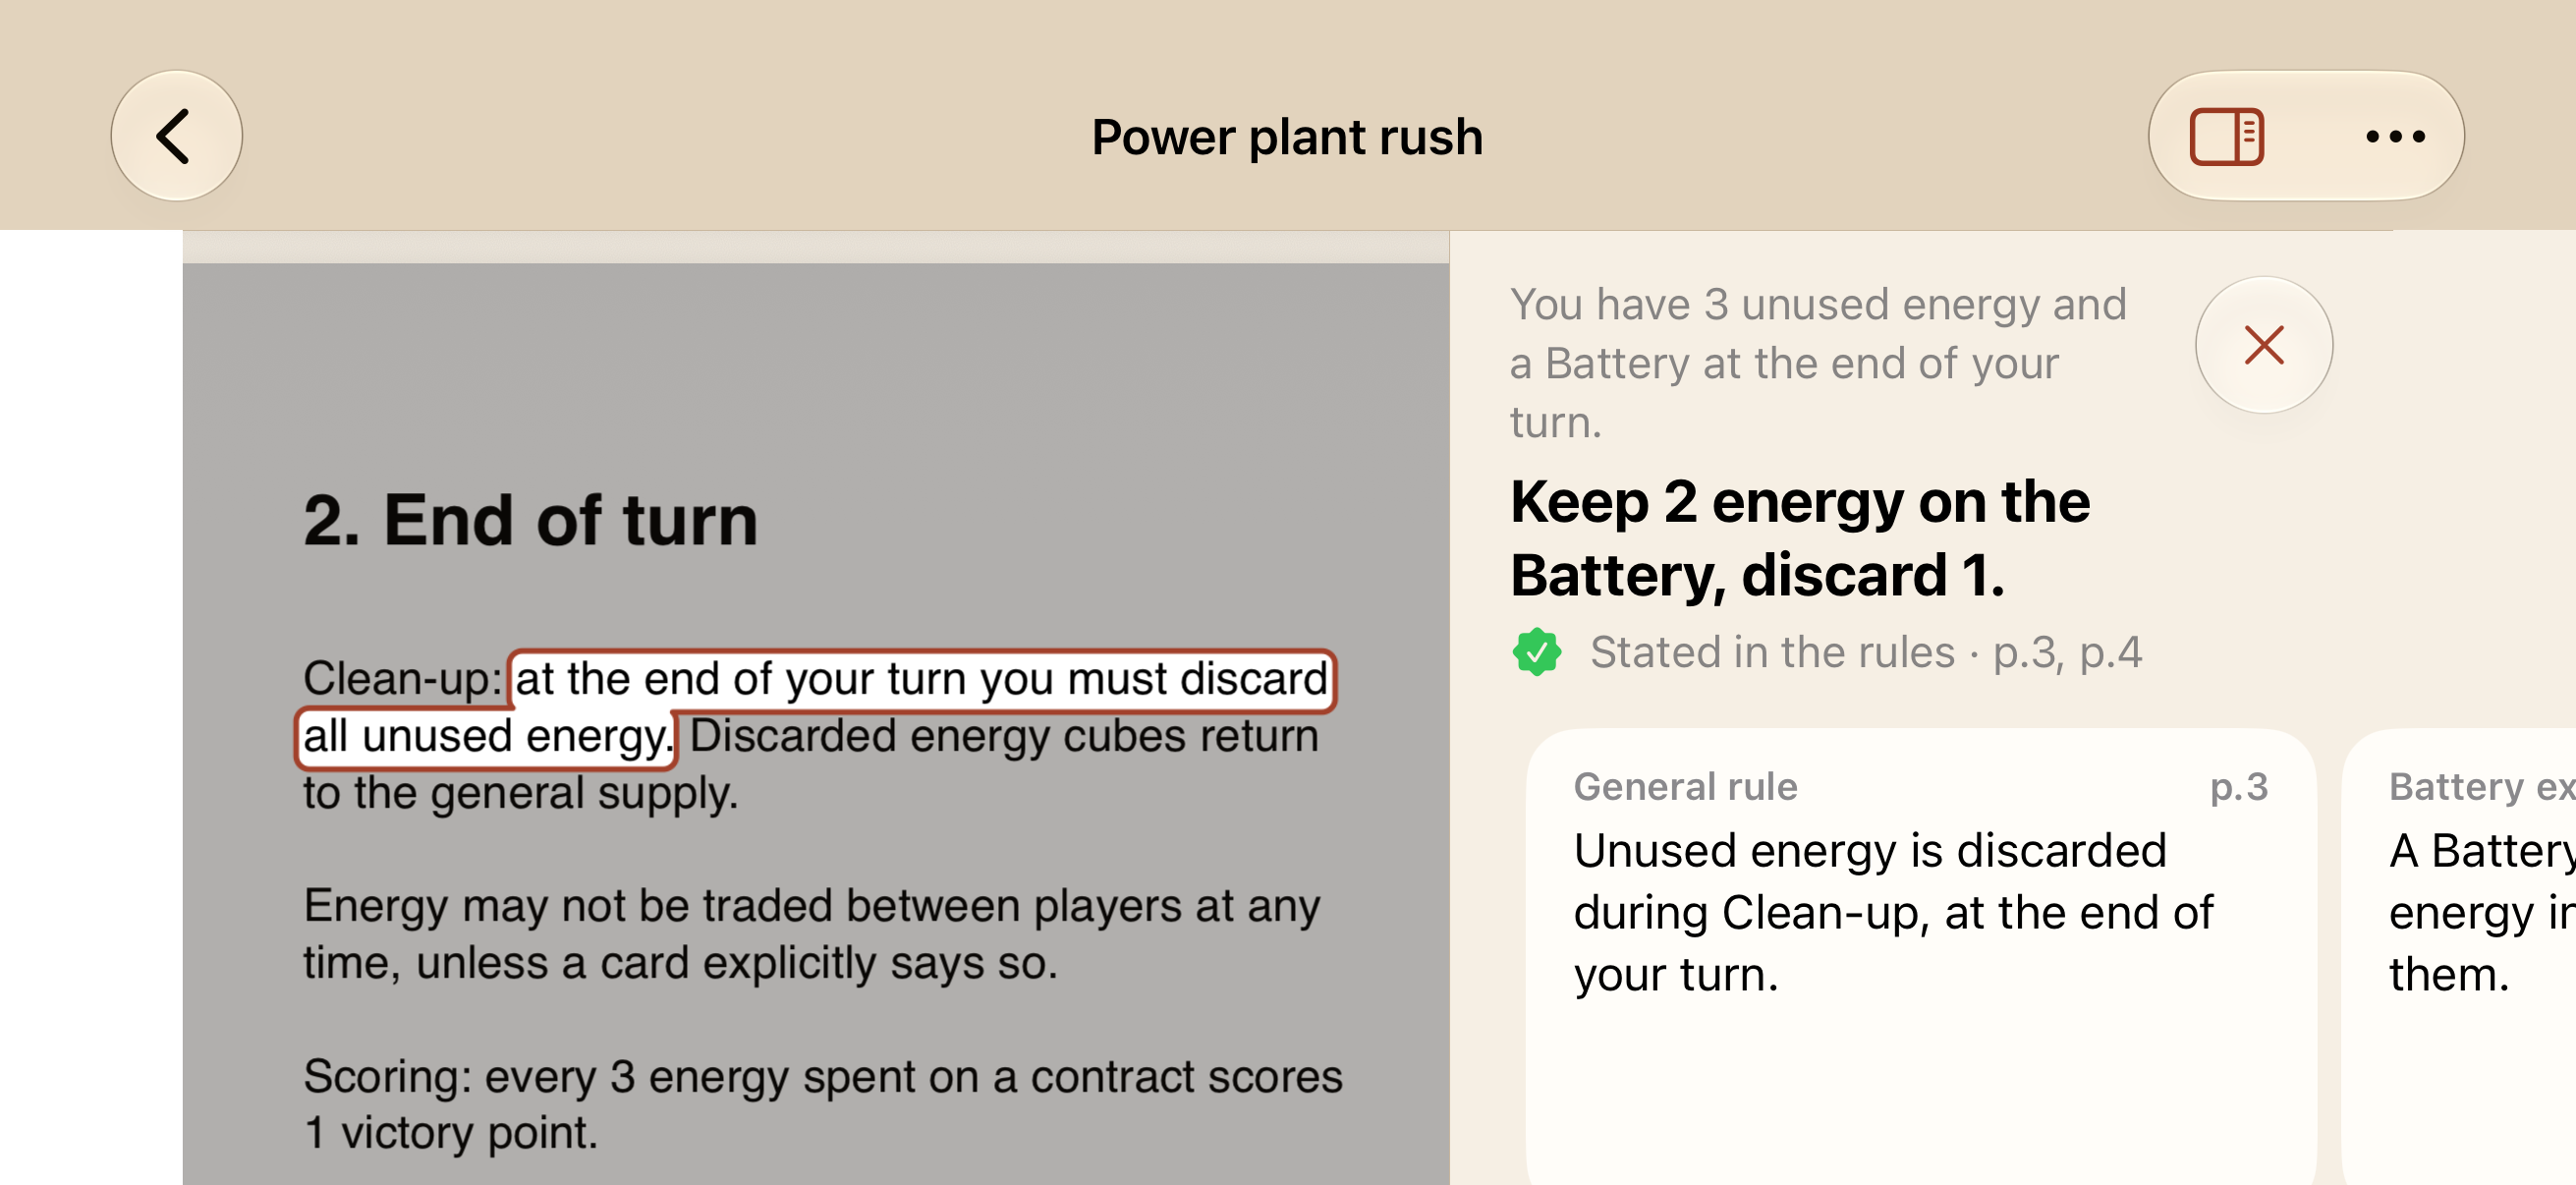 Power plant rush
2. End of turn
Clean-up: at the end of your turn you must discard
all unused energy. Discarded energy cubes return
to the general supply.
Energy may not be traded between players at any
time, unless a card explicitly says so.
Scoring: every 3 energy spent on a contract scores
1 victory point.
You have 3 unused energy and
a Battery at the end of your
turn.
Keep 2 energy on the
Battery, discard 1.
Stated in the rules · p.3, p.4
General rule p.3
Unused energy is discarded
during Clean-up, at the end of
your turn.
Battery
A Battery
energy
them.